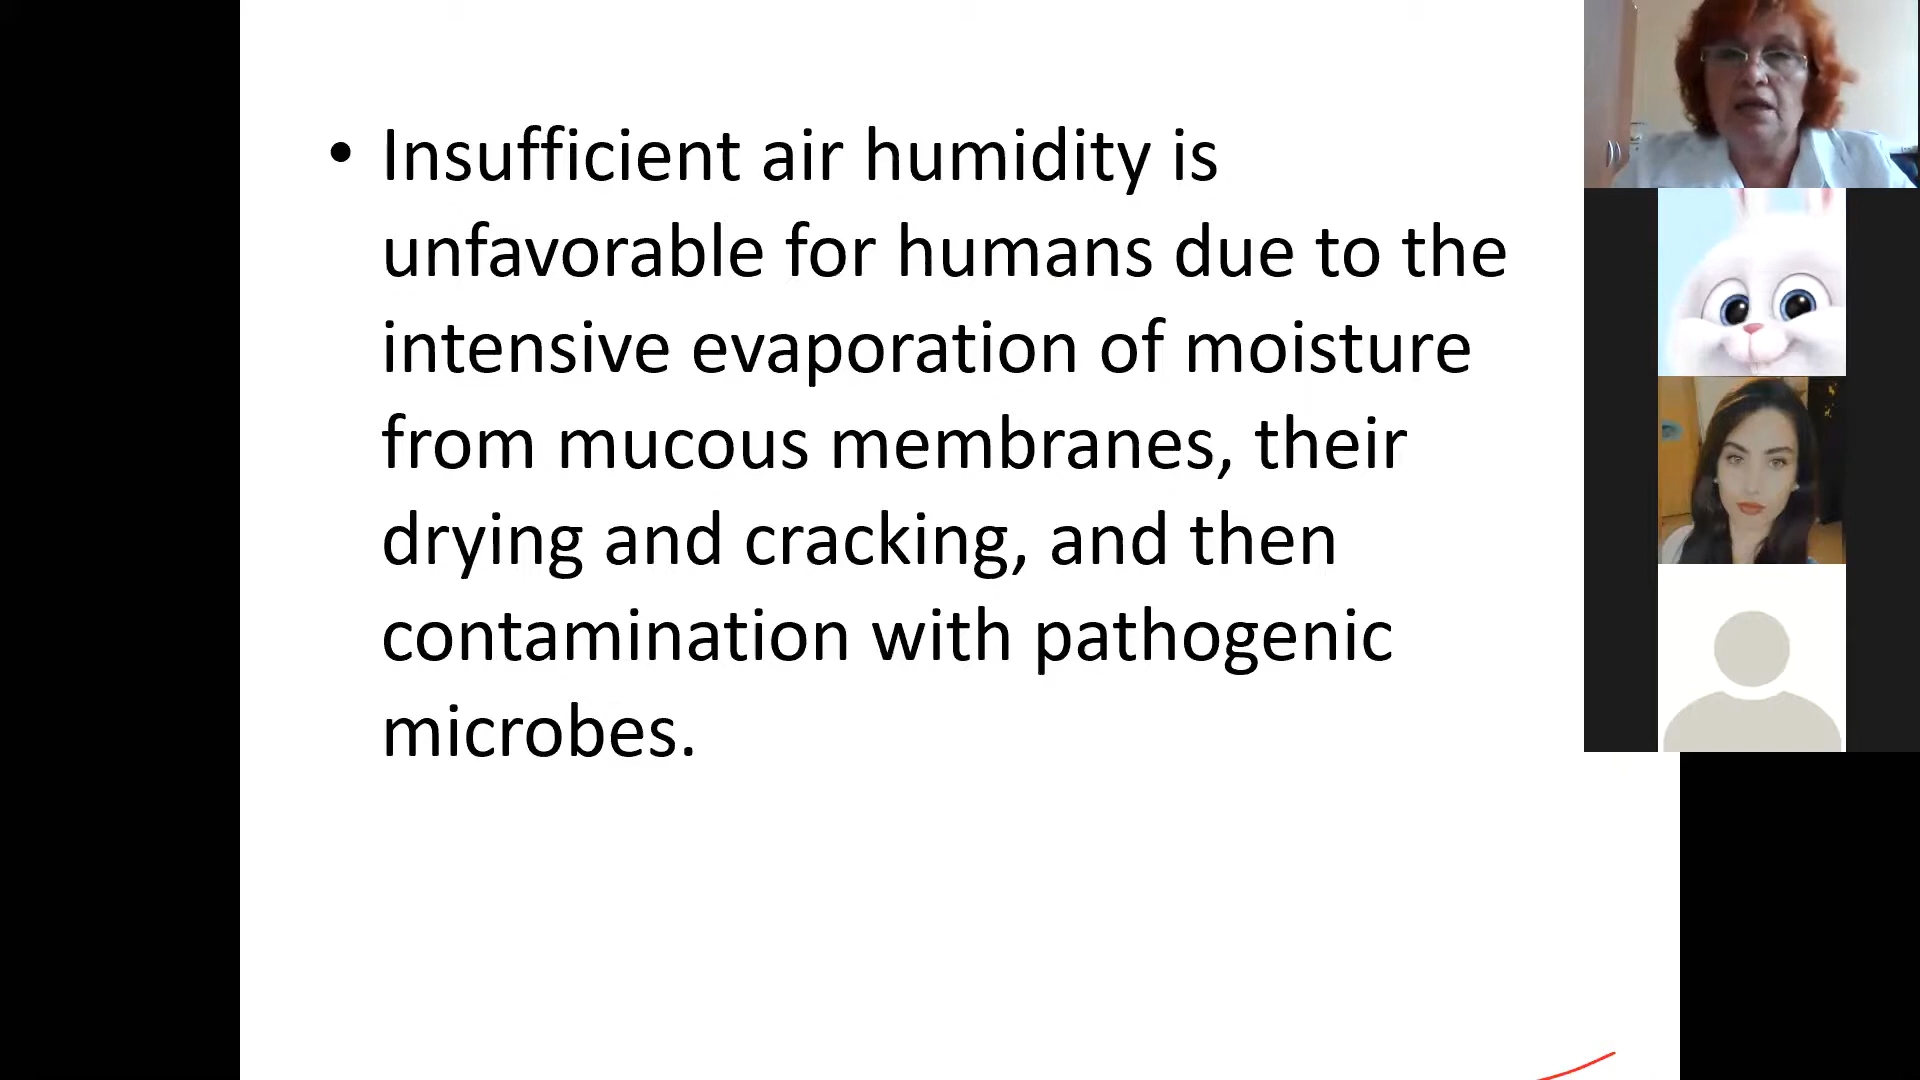 • Insufficient air humidity is
unfavorable for humans due to the
intensive evaporation of moisture
from mucous membranes, their
drying and cracking, and then
contamination with pathogenic
microbes.